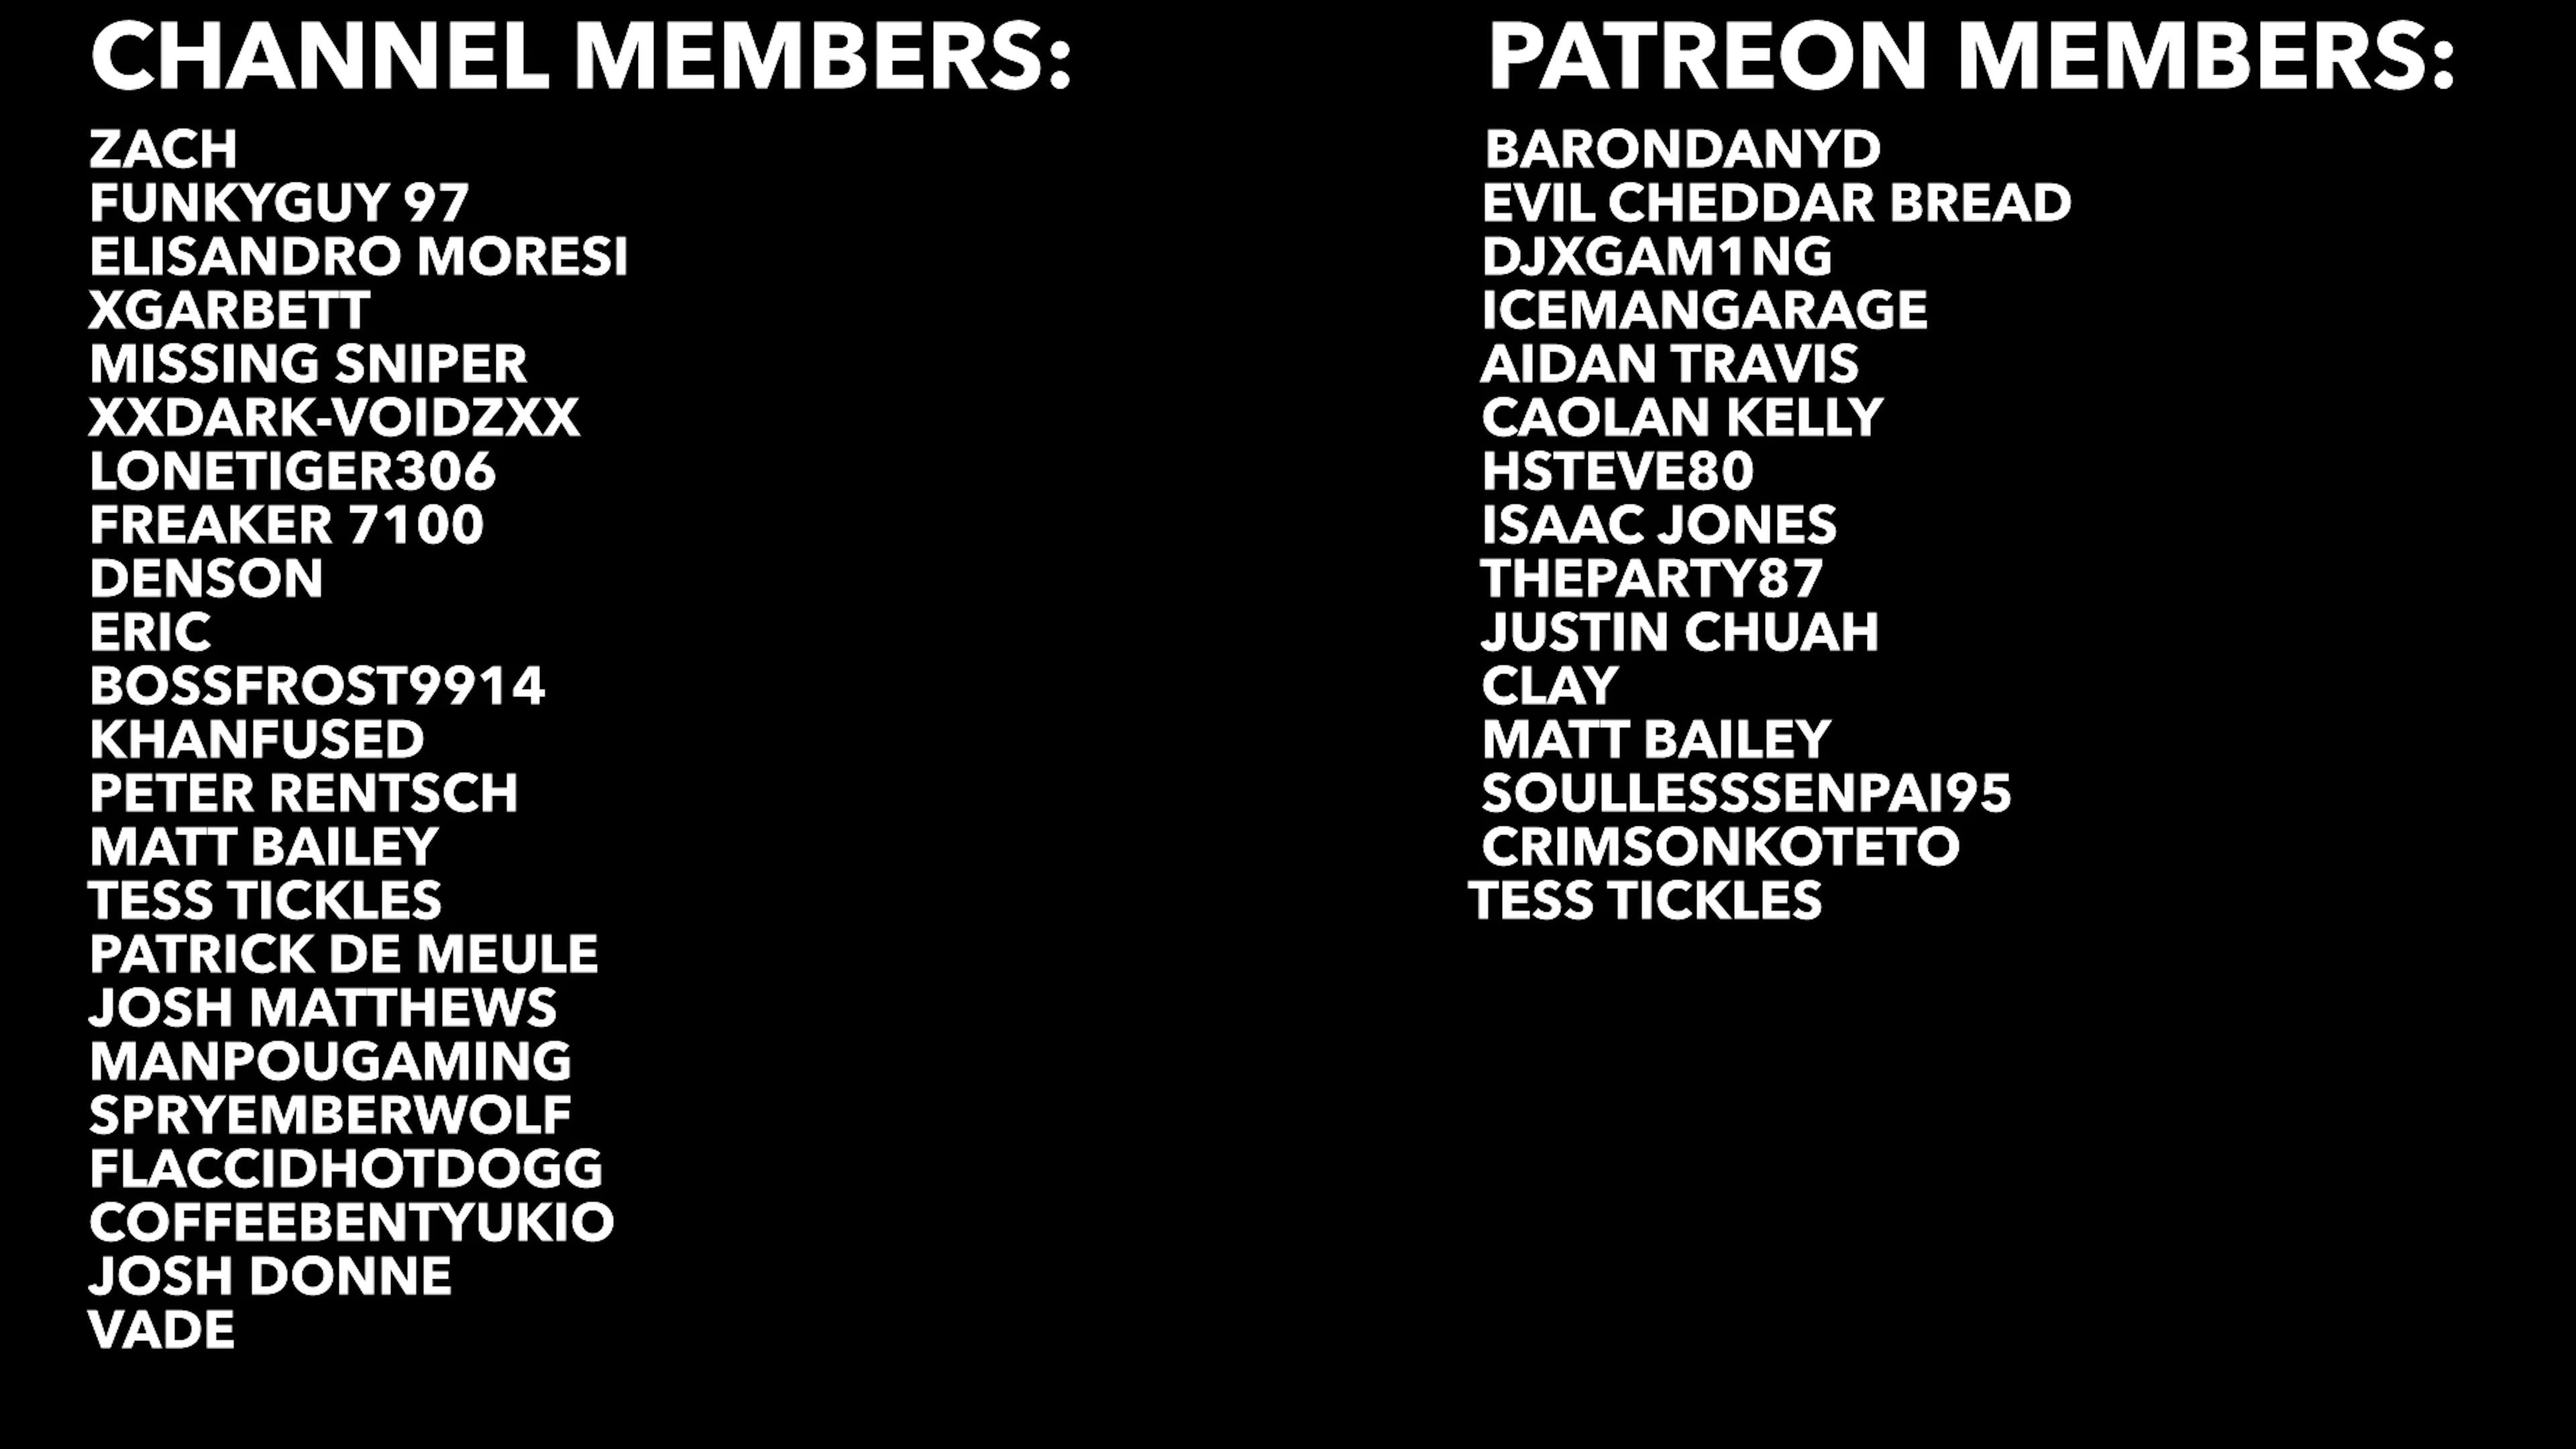 CHANNEL MEMBERS:
ZACH
FUNKYGUY 97
ELISANDRO MORESI
XGARBETT
MISSING SNIPER
XXDARK-VOIDZXX
LONETIGER306
FREAKER 7100
DENSON
ERIC
BOSSFROST9914
KHANFUSED
PETER RENTSCH
MATT BAILEY
TESS TICKLES
PATRICK DE MEULE
JOSH MATTHEWS
MANPOUGAMING
SPRYEMBERWOLF
FLACCIDHOTDOGG
COFFEEBENTYUKIO
JOSH DONNE
VADE
PATREON MEMBERS:
BARONDANYD
EVIL CHEDDAR BREAD
DJXGAM1NG
ICEMANGARAGE
AIDAN TRAVIS
CAOLAN KELLY
HSTEVE80
ISAAC JONES
THEPARTY87
JUSTIN CHUAH
CLAY
MATT BAILEY
SOULLESSSENPAI95
CRIMSONKOTETO
TESS TICKLES